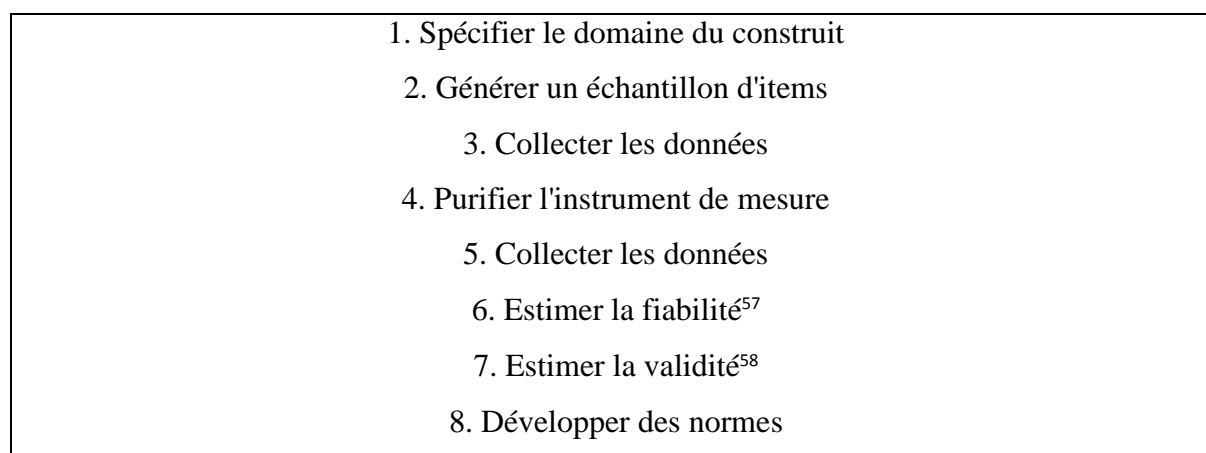 1. Spécifier le domaine du construit
2. Générer un échantillon d'items
3. Collecter les données
4. Purifier l'instrument de mesure
5. Collecter les données
6. Estimer la fiabilité⁵⁷
7. Estimer la validité⁵⁸
8. Développer des normes